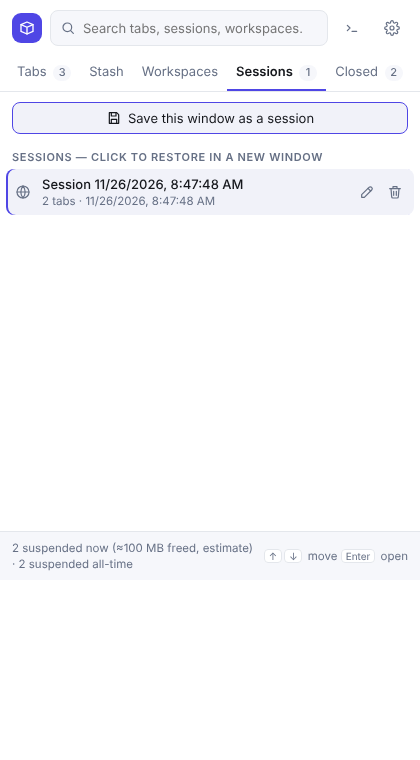 Search tabs, sessions, workspaces.
Tabs 3 Stash Workspaces Sessions 1 Closed 2
Save this window as a session
SESSIONS — CLICK TO RESTORE IN A NEW WINDOW
Session 11/26/2026, 8:47:48 AM
2 tabs · 11/26/2026, 8:47:48 AM
2 suspended now (≈100 MB freed, estimate)
· 2 suspended all-time
↑ ↓ move Enter open